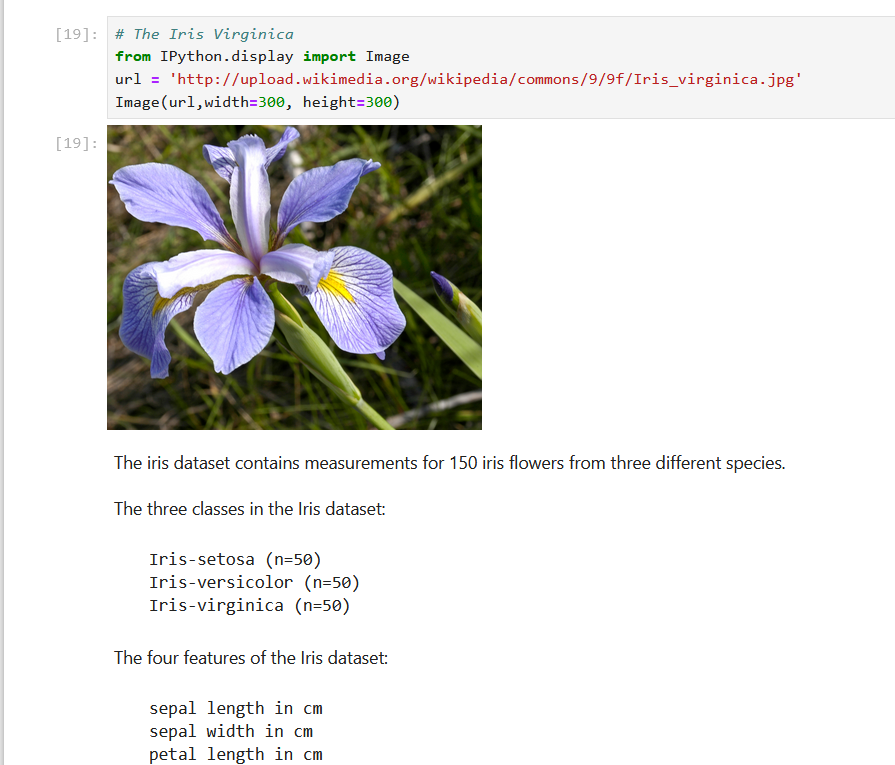 [19]: # The Iris Virginica
from IPython.display import Image
url = 'http://upload.wikimedia.org/wikipedia/commons/9/9f/Iris_virginica.jpg'
Image(url,width=300, height=300)
[19]:
The iris dataset contains measurements for 150 iris flowers from three different species.
The three classes in the Iris dataset:
Iris-setosa (n=50)
Iris-versicolor (n=50)
Iris-virginica (n=50)
The four features of the Iris dataset:
sepal length in cm
sepal width in cm
petal length in cm